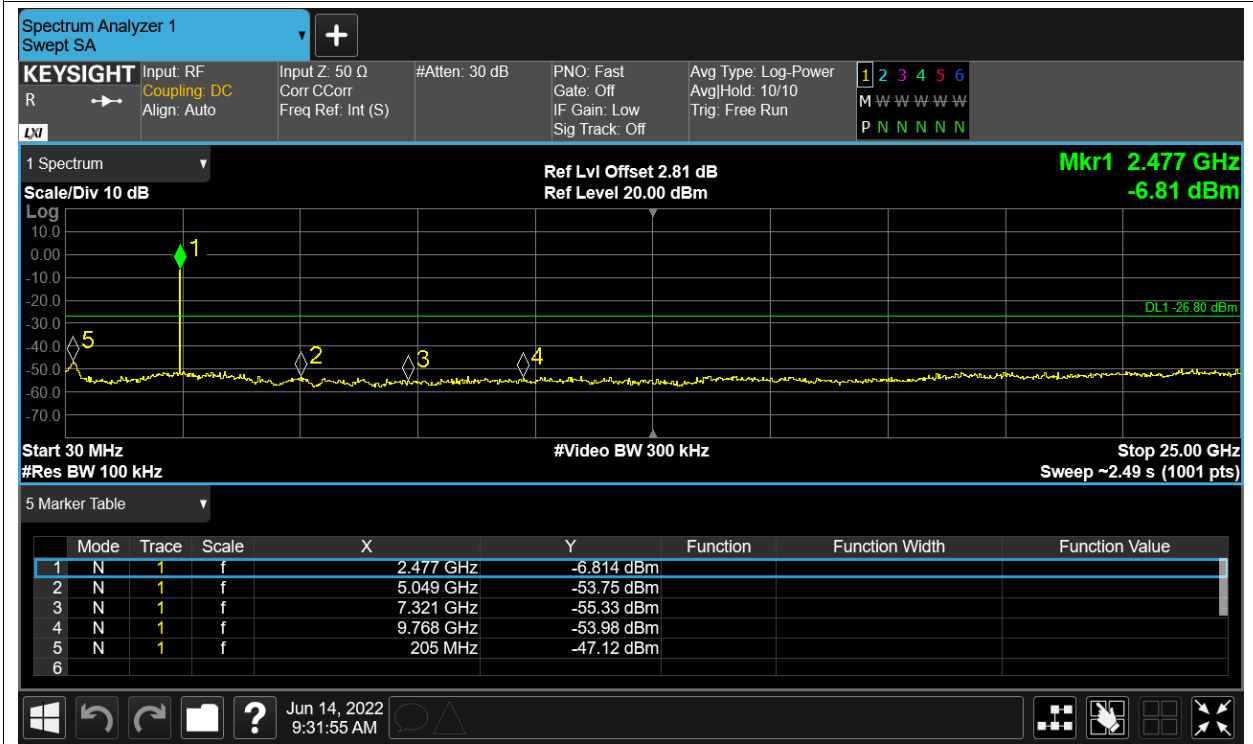 Spectrum Analyzer 1
Swept SA
+
KEYSIGHT
R
LXI
Input: RF
Coupling: DC
Align: Auto
Input Z: 50 Ω
Corr CCorr
Freq Ref: Int (S)
#Atten: 30 dB
PNO: Fast
Gate: Off
IF Gain: Low
Sig Track: Off
Avg Type: Log-Power
Avg|Hold: 10/10
Trig: Free Run
1 2 3 4 5 6
M W W W W W
P N N N N N
1 Spectrum
Scale/Div 10 dB
Ref Lvl Offset 2.81 dB
Ref Level 20.00 dBm
Mkr1 2.477 GHz
-6.81 dBm
Log
10.0
0.00
-10.0
-20.0
-30.0
-40.0
-50.0
-60.0
-70.0
1
DL1 -26.80 dBm
5
2
3
4
Start 30 MHz
#Res BW 100 kHz
#Video BW 300 kHz
Stop 25.00 GHz
Sweep ~2.49 s (1001 pts)
5 Marker Table
Mode Trace Scale X Y Function Function Width Function Value
1 N 1 f 2.477 GHz -6.814 dBm
2 N 1 f 5.049 GHz -53.75 dBm
3 N 1 f 7.321 GHz -55.33 dBm
4 N 1 f 9.768 GHz -53.98 dBm
5 N 1 f 205 MHz -47.12 dBm
6
?
Jun 14, 2022
9:31:55 AM